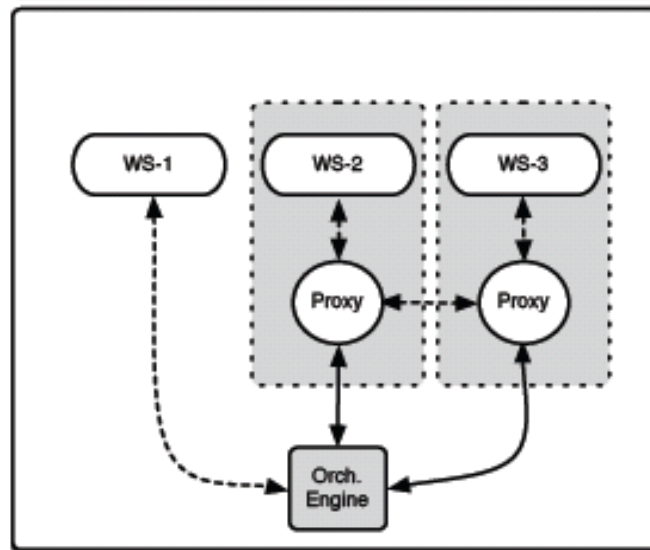 WS-1
WS-2
WS-3
Proxy
Proxy
Orch.
Engine